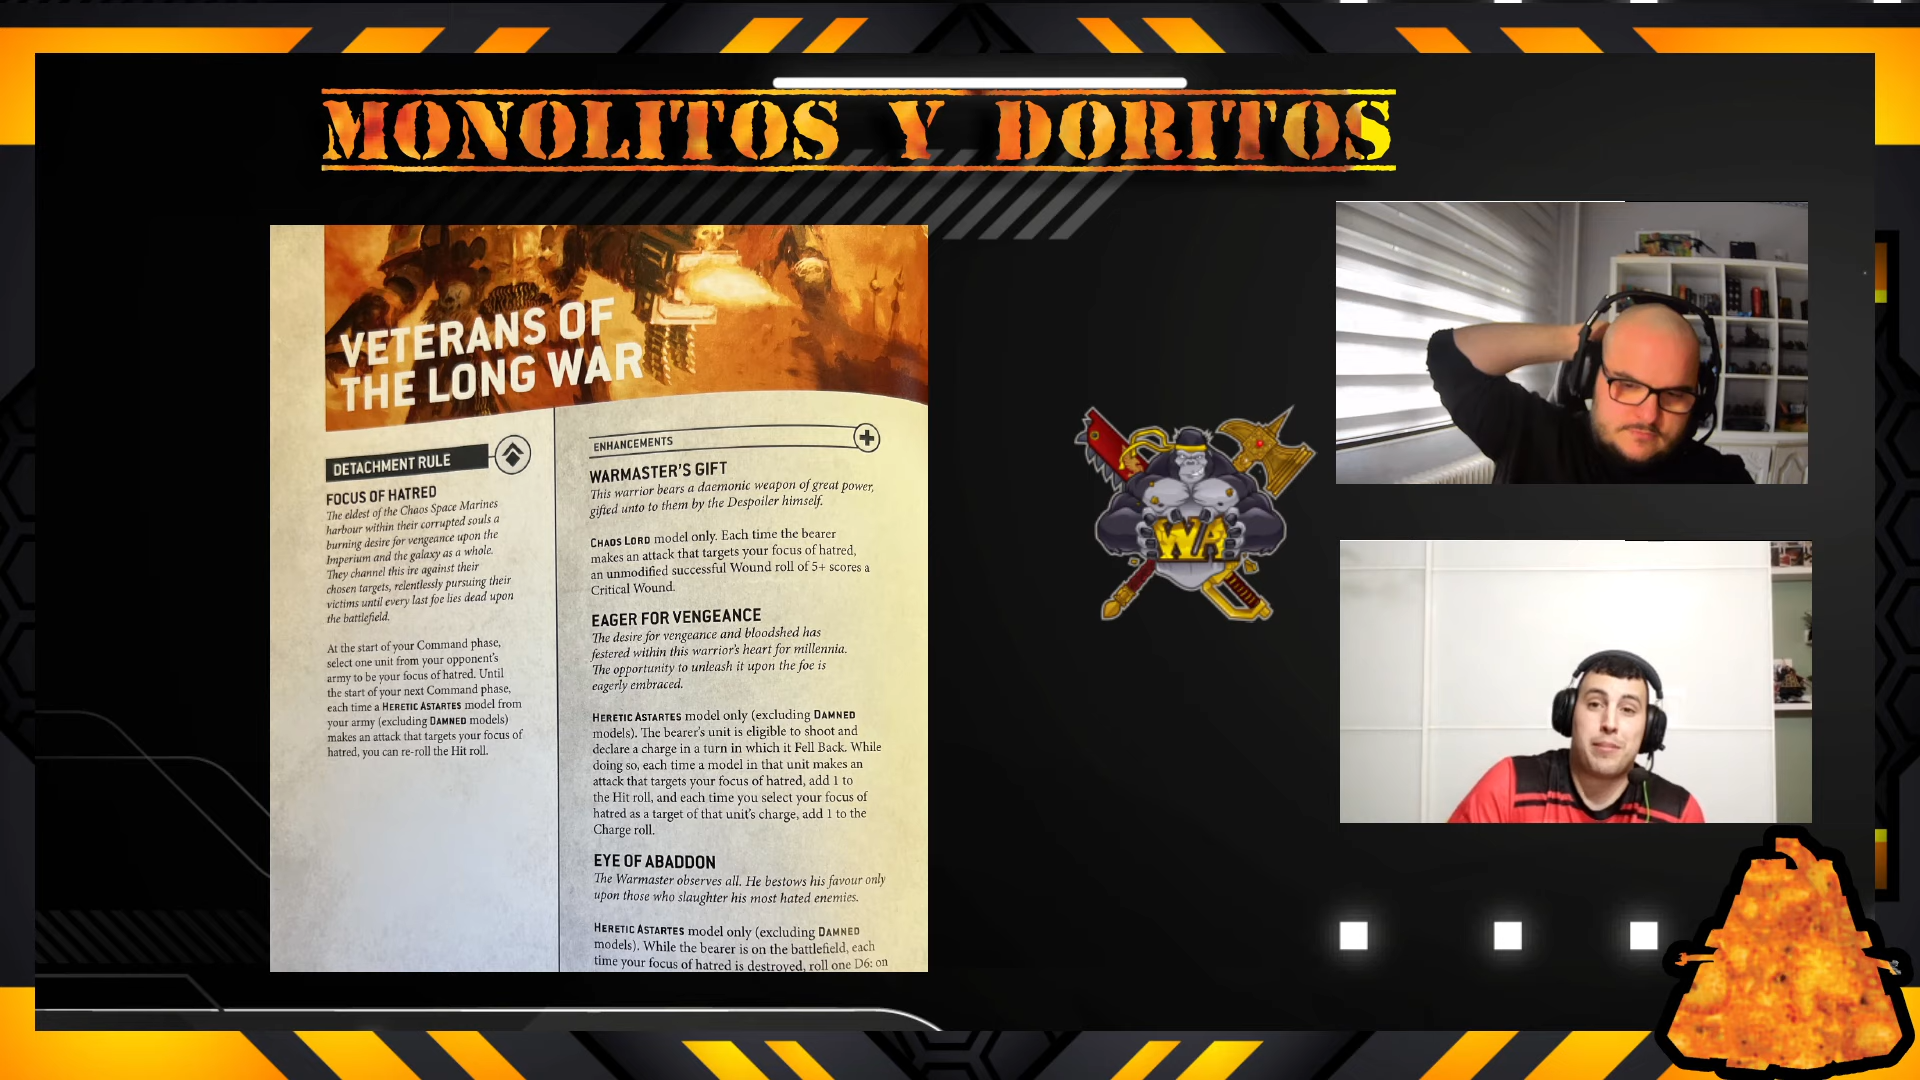 MONOLITOS Y DORITOS
VETERANS OF
THE LONG WAR
DETACHMENT RULE
FOCUS OF HATRED
The eldest of the Chaos Space Marines
harbour within their corrupted souls a
burning desire for vengeance upon the
Imperium and the galaxy as a whole.
They channel this ire against their
chosen targets, relentlessly pursuing their
victims until every last foe lies dead upon
the battlefield.
At the start of your Command phase,
select one unit from your opponent's
army to be your focus of hatred. Until
the start of your next Command phase,
each time a HERETIC ASTARTES model from
your army (excluding DAMNED models)
makes an attack that targets your focus of
hatred, you can re-roll the Hit roll.
ENHANCEMENTS
WARMASTER'S GIFT
This warrior bears a daemonic weapon of great power,
gifted unto to them by the Despoiler himself.
CHAOS LORD model only. Each time the bearer
makes an attack that targets your focus of hatred,
an unmodified successful Wound roll of 5+ scores a
Critical Wound.
EAGER FOR VENGEANCE
The desire for vengeance and bloodshed has
festered within this warrior's heart for millennia.
The opportunity to unleash it upon the foe is
eagerly embraced.
HERETIC ASTARTES model only (excluding DAMNED
models). The bearer's unit is eligible to shoot and
declare a charge in a turn in which it Fell Back. While
doing so, each time a model in that unit makes an
attack that targets your focus of hatred, add 1 to
the Hit roll, and each time you select your focus of
hatred as a target of that unit's charge, add 1 to the
Charge roll.
EYE OF ABADDON
The Warmaster observes all. He bestows his favour only
upon those who slaughter his most hated enemies.
HERETIC ASTARTES model only (excluding DAMNED
models). While the bearer is on the battlefield, each
time your focus of hatred is destroyed, roll one D6: on
WA